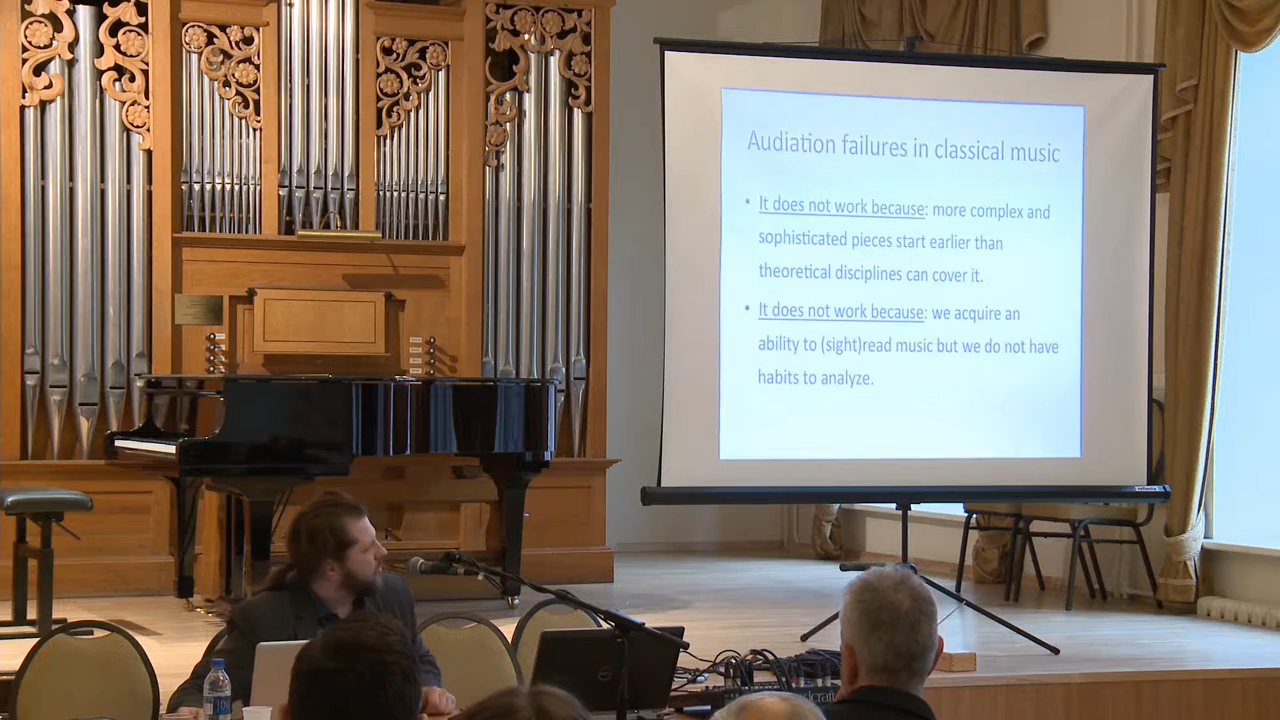 Audiation failures in classical music
• It does not work because: more complex and
sophisticated pieces start earlier than
theoretical disciplines can cover it.
• It does not work because: we acquire an
ability to (sight)read music but we do not have
habits to analyze.